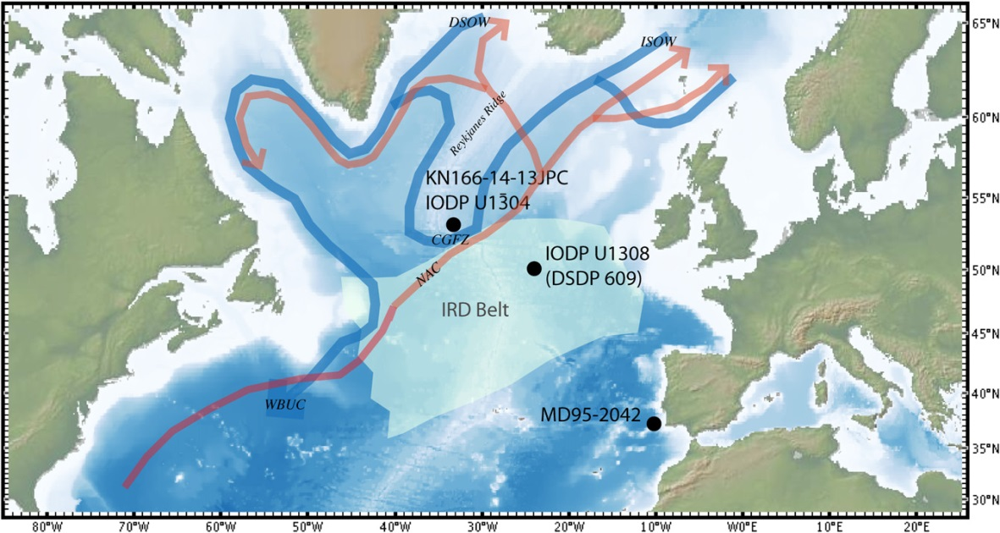 DSOW
ISOW
65°N
60°N
Reykjanes Ridge
KN166-14-13JPC
IODP U1304
55°N
CGFZ
NAC
IODP U1308
(DSDP 609)
50°N
IRD Belt
45°N
WBUC
40°N
MD95-2042
35°N
30°N
80°W 70°W 60°W 50°W 40°W 30°W 20°W 10°W W0°E 10°E 20°E